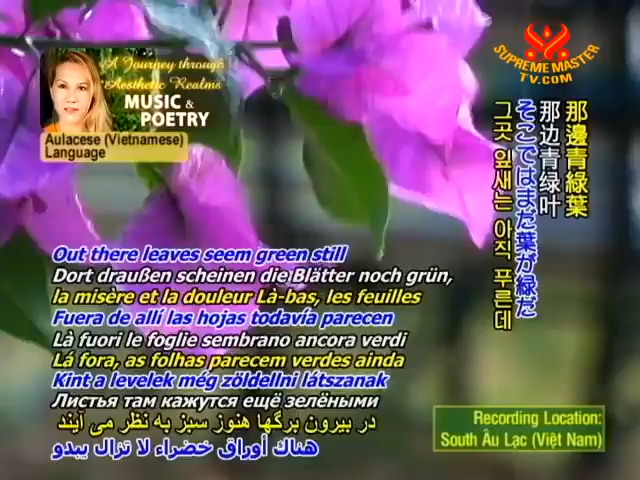 A Journey through
Aesthetic Realms
MUSIC &
POETRY
Aulacese (Vietnamese)
Language
SUPREME MASTER
TV.COM
那邊青綠葉
那边青绿叶
そこではまだ葉が緑だ
그곳 잎새는 아직 푸른데
Out there leaves seem green still
Dort draußen scheinen die Blätter noch grün,
la misère et la douleur Là-bas, les feuilles
Fuera de allí las hojas todavía parecen
Là fuori le foglie sembrano ancora verdi
Lá fora, as folhas parecem verdes ainda
Kint a levelek még zöldellni látszanak
Листья там кажутся ещё зелёными
در بیرون برگها هنوز سبز به نظر می آیند
هناك أوراق خضراء لا تزال يبدو
Recording Location:
South Âu Lạc (Việt Nam)